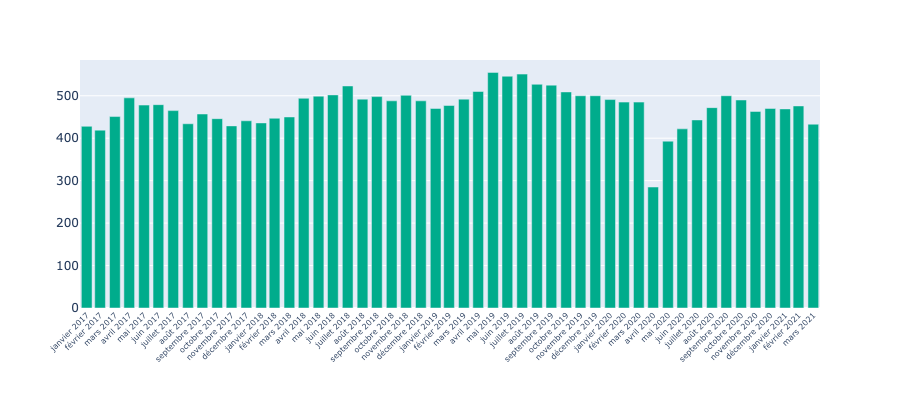 500
400
300
200
100
0
janvier 2017
février 2017
mars 2017
avril 2017
mai 2017
juin 2017
juillet 2017
août 2017
septembre 2017
octobre 2017
novembre 2017
décembre 2017
janvier 2018
février 2018
mars 2018
avril 2018
mai 2018
juin 2018
juillet 2018
août 2018
septembre 2018
octobre 2018
novembre 2018
décembre 2018
janvier 2019
février 2019
mars 2019
avril 2019
mai 2019
juin 2019
juillet 2019
août 2019
septembre 2019
octobre 2019
novembre 2019
décembre 2019
janvier 2020
février 2020
mars 2020
avril 2020
mai 2020
juin 2020
juillet 2020
août 2020
septembre 2020
octobre 2020
novembre 2020
décembre 2020
janvier 2021
février 2021
mars 2021